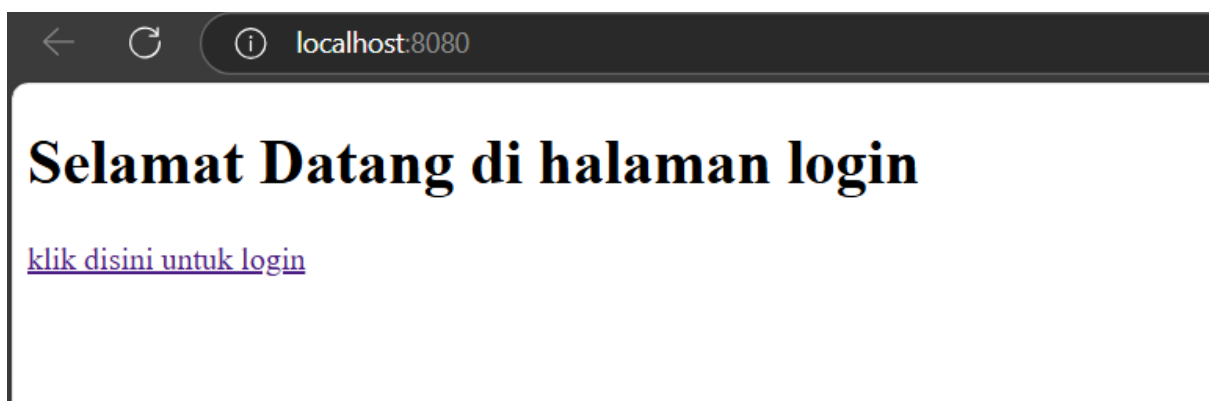 localhost:8080
Selamat Datang di halaman login
klik disini untuk login